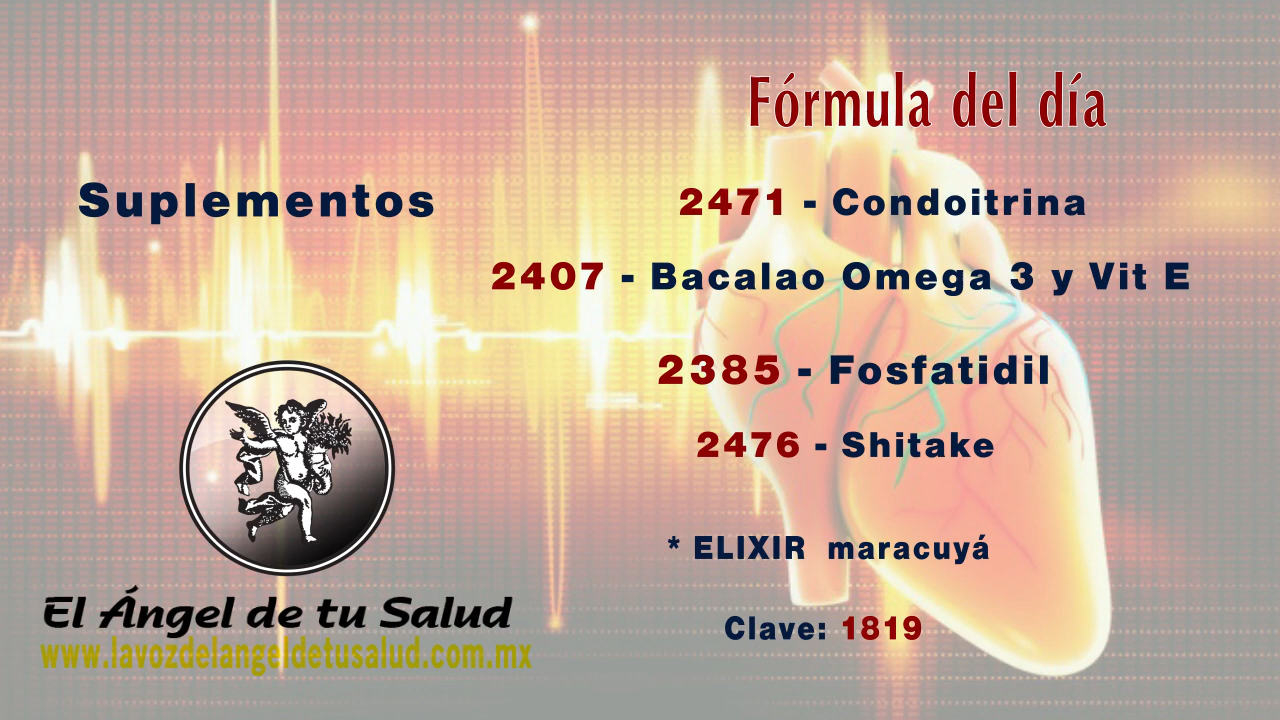 Fórmula del día
Suplementos
2471 - Condoitrina
2407 - Bacalao Omega 3 y Vit E
2385 - Fosfatidil
2476 - Shitake
* ELIXIR maracuyá
Clave: 1819
El Ángel de tu Salud
www.lavozdelangeldetusalud.com.mx